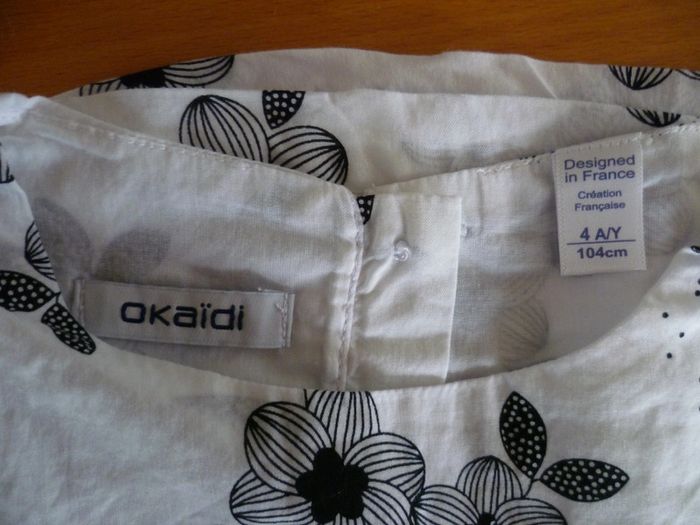 okaïdi
Designed
in France
Création
Française
4 A/Y
104cm